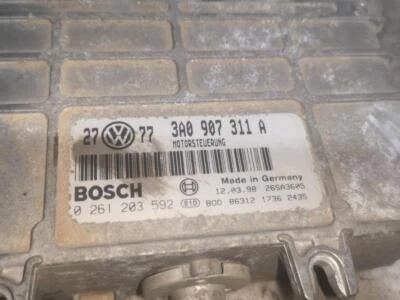 27 77 3A0 907 311 A
MOTORSTEUERUNG
BOSCH Made in Germany
12.03.98 26SA3605
0 261 203 592 810 BOD 86312 1736 2435